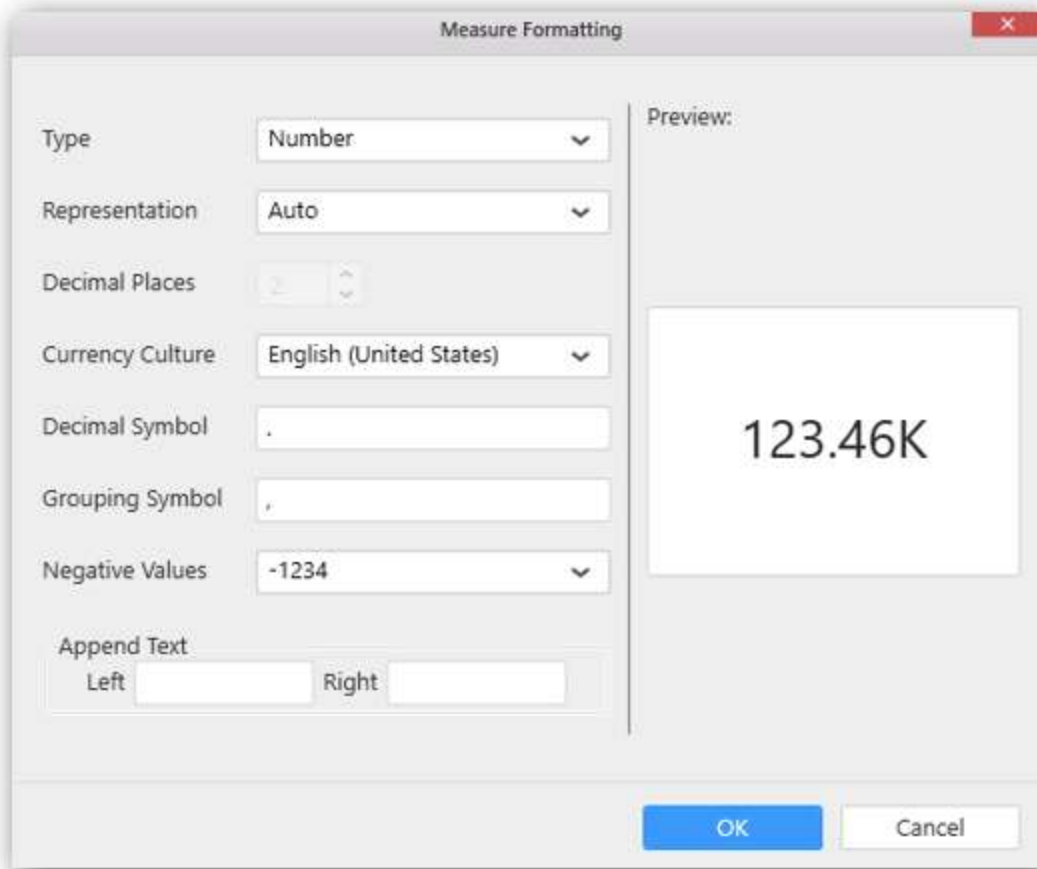 Measure Formatting
Type
Number
Preview:
Representation
Auto
Decimal Places
2
Currency Culture
English (United States)
Decimal Symbol
.
123.46K
Grouping Symbol
,
Negative Values
-1234
Append Text
Left
Right
OK
Cancel